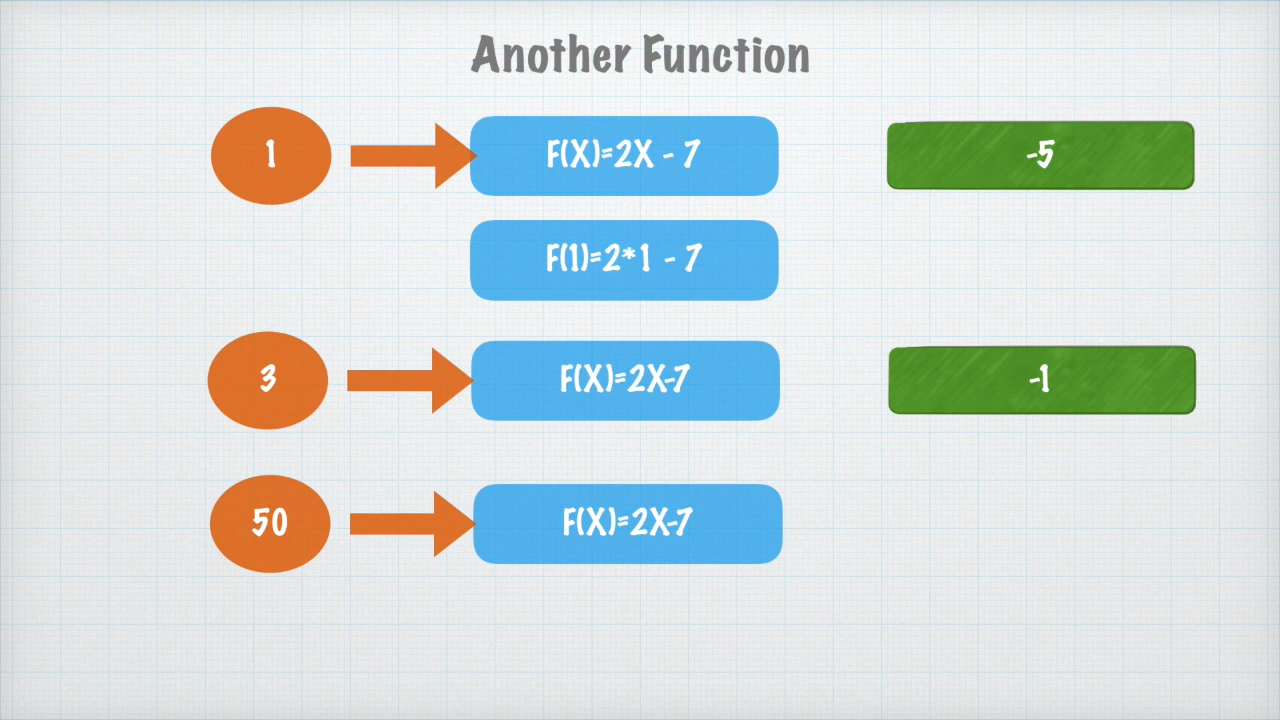 Another Function
1
F(X)=2X - 7
-5
F(1)=2*1 - 7
3
F(X)=2X-7
-1
50
F(X)=2X-7